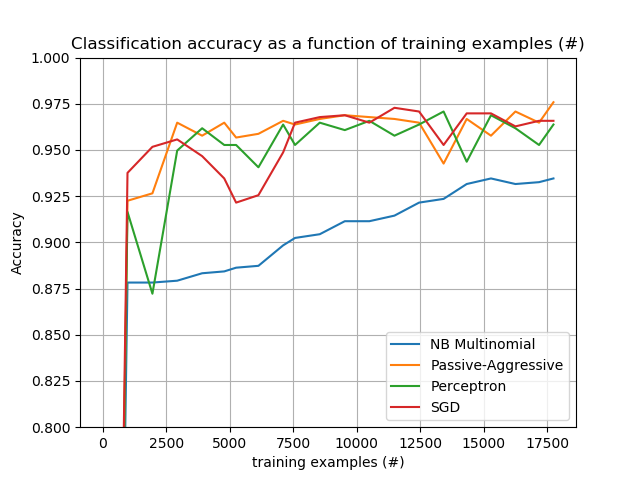 Classification accuracy as a function of training examples (#)
1.000
0.975
0.950
0.925
0.900
0.875
0.850
0.825
0.800
Accuracy
NB Multinomial
Passive-Aggressive
Perceptron
SGD
0 2500 5000 7500 10000 12500 15000 17500
training examples (#)